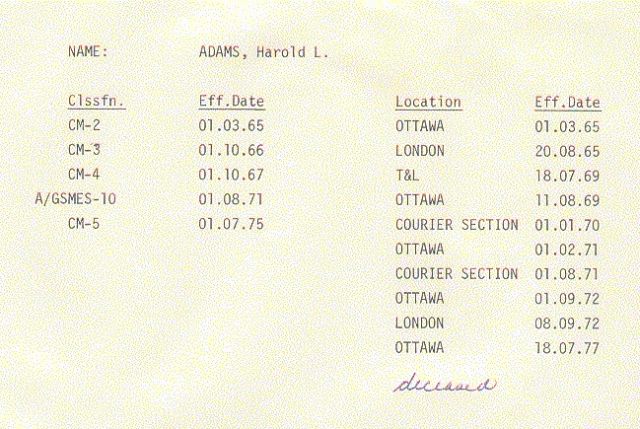 NAME: ADAMS, Harold L.
Clssfn. Eff.Date Location Eff.Date
CM-2 01.03.65 OTTAWA 01.03.65
CM-3 01.10.66 LONDON 20.08.65
CM-4 01.10.67 T&L 18.07.69
A/GSMES-10 01.08.71 OTTAWA 11.08.69
CM-5 01.07.75 COURIER SECTION 01.01.70
OTTAWA 01.02.71
COURIER SECTION 01.08.71
OTTAWA 01.09.72
LONDON 08.09.72
OTTAWA 18.07.77
deceased